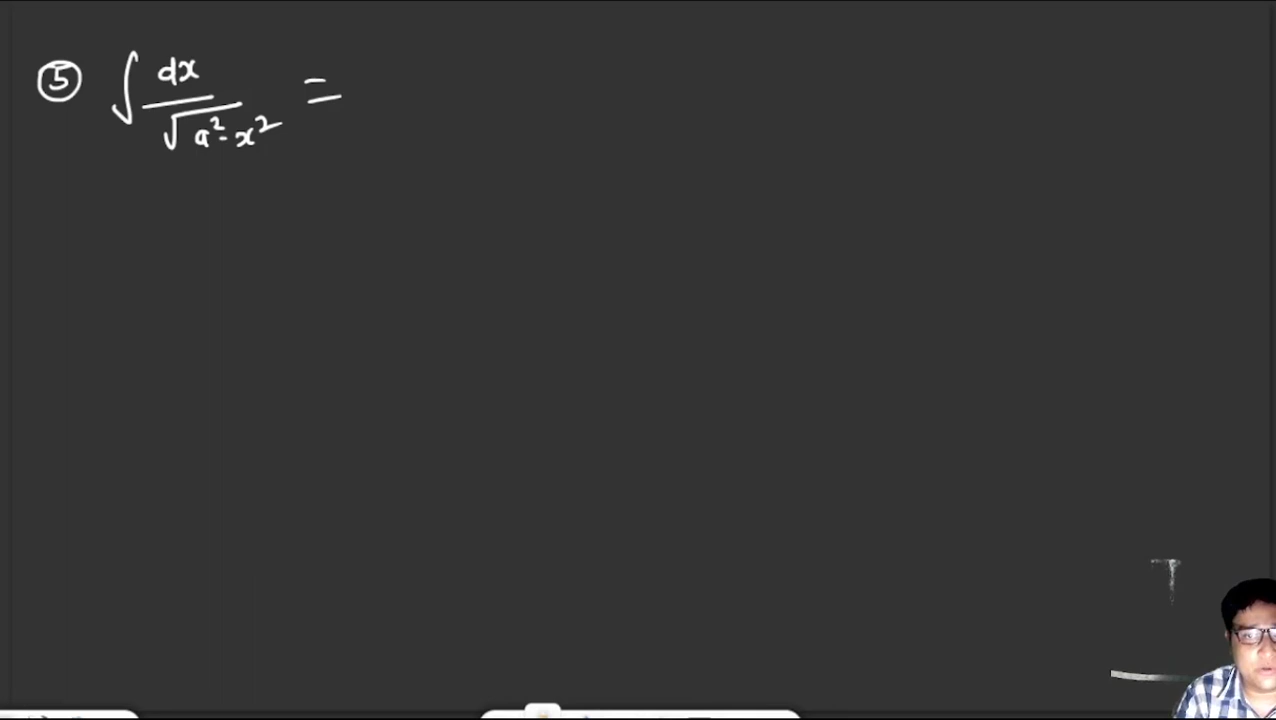 ⑤ ∫ dx / √(a² - x²) =